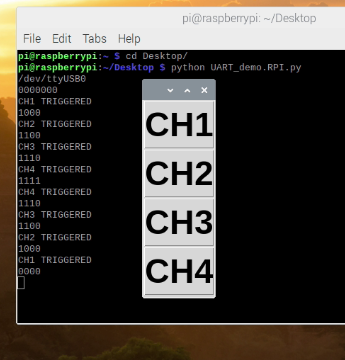 pi@raspberrypi: ~/Desktop
File Edit Tabs Help
pi@raspberrypi:~ $ cd Desktop/
pi@raspberrypi:~/Desktop $ python UART_demo.RPI.py
/dev/ttyUSB0
0000000
CH1 TRIGGERED
1000
CH2 TRIGGERED
1100
CH3 TRIGGERED
1110
CH4 TRIGGERED
1111
CH4 TRIGGERED
1110
CH3 TRIGGERED
1100
CH2 TRIGGERED
1000
CH1 TRIGGERED
0000
CH1
CH2
CH3
CH4